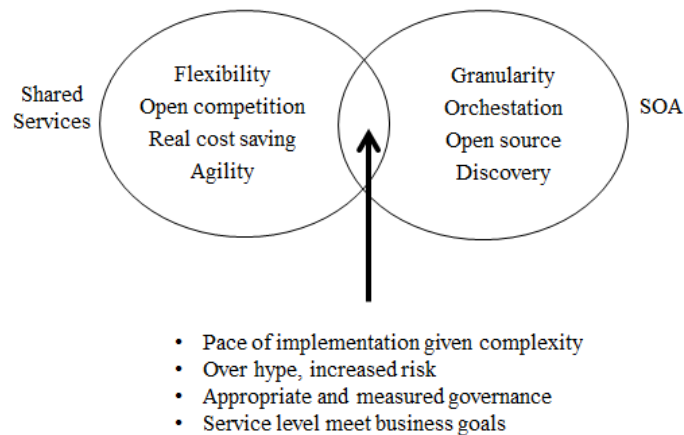 Shared
Services
Flexibility
Open competition
Real cost saving
Agility
Granularity
Orchestation
Open source
Discovery
SOA
• Pace of implementation given complexity
• Over hype, increased risk
• Appropriate and measured governance
• Service level meet business goals